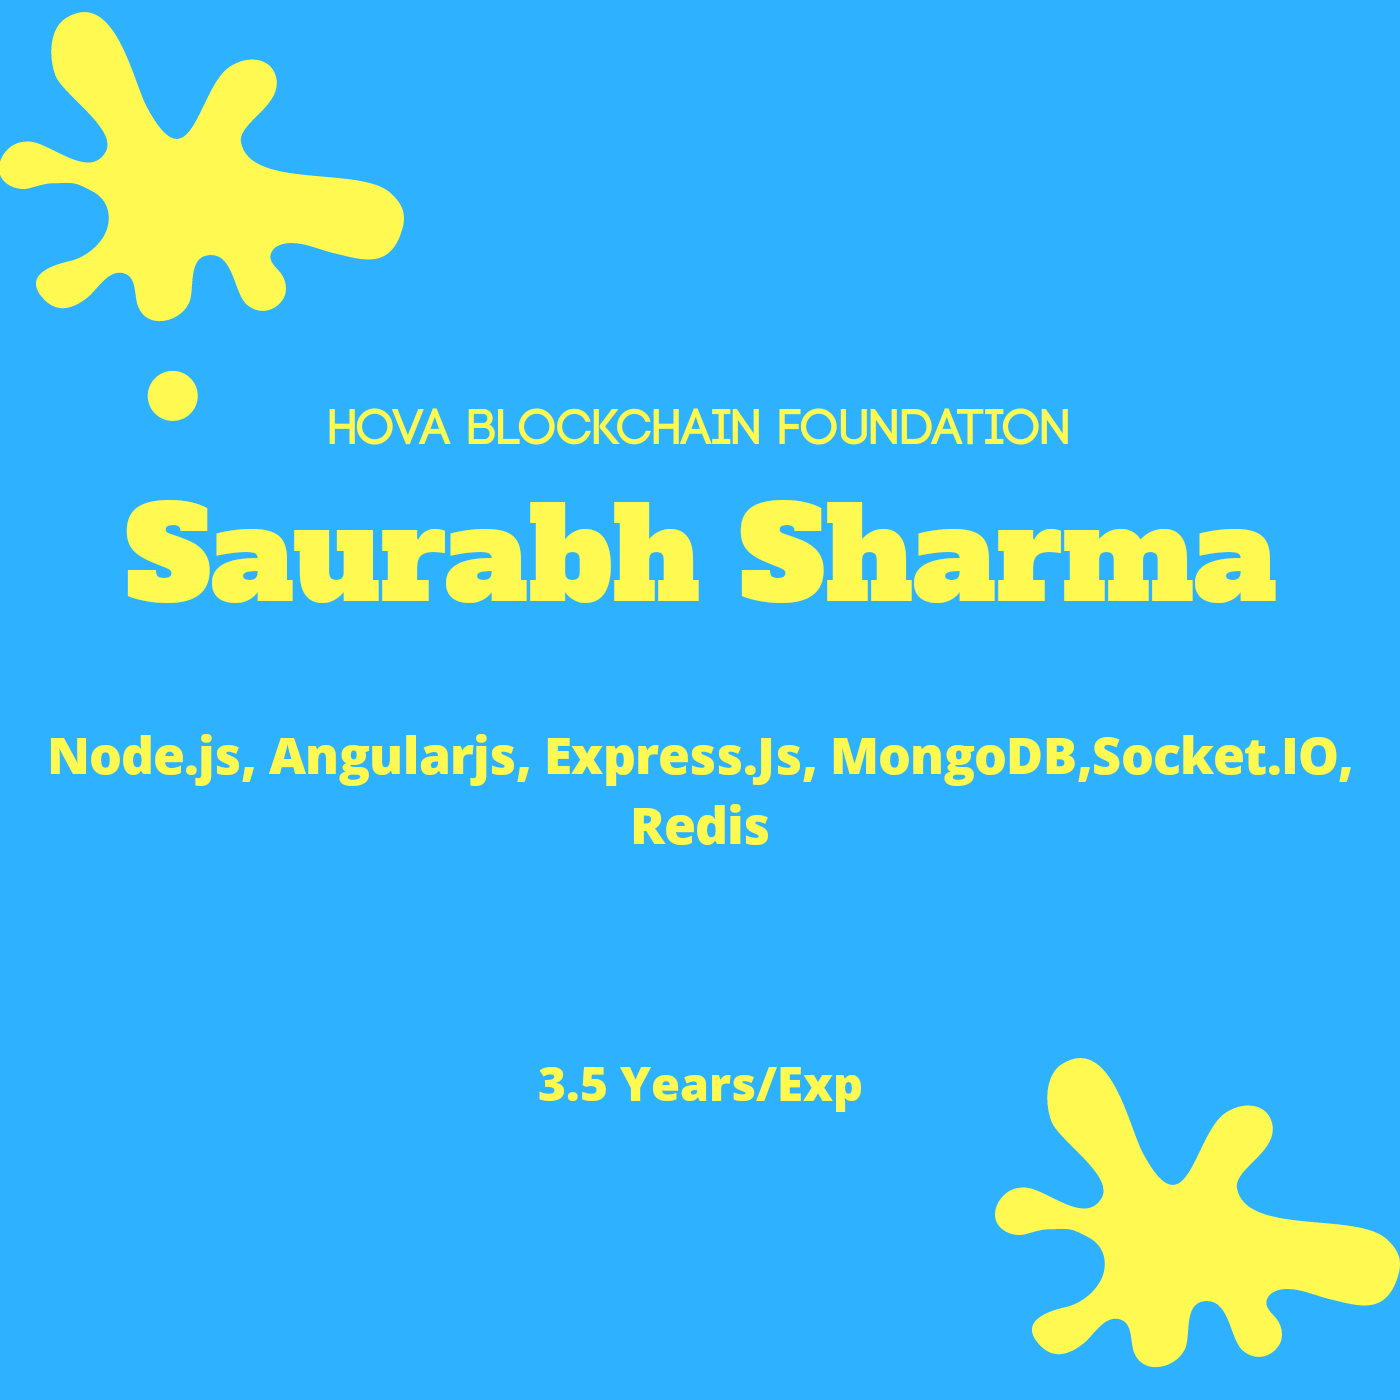 HOVA BLOCKCHAIN FOUNDATION
Saurabh Sharma
Node.js, Angularjs, Express.Js, MongoDB,Socket.IO,
Redis
3.5 Years/Exp